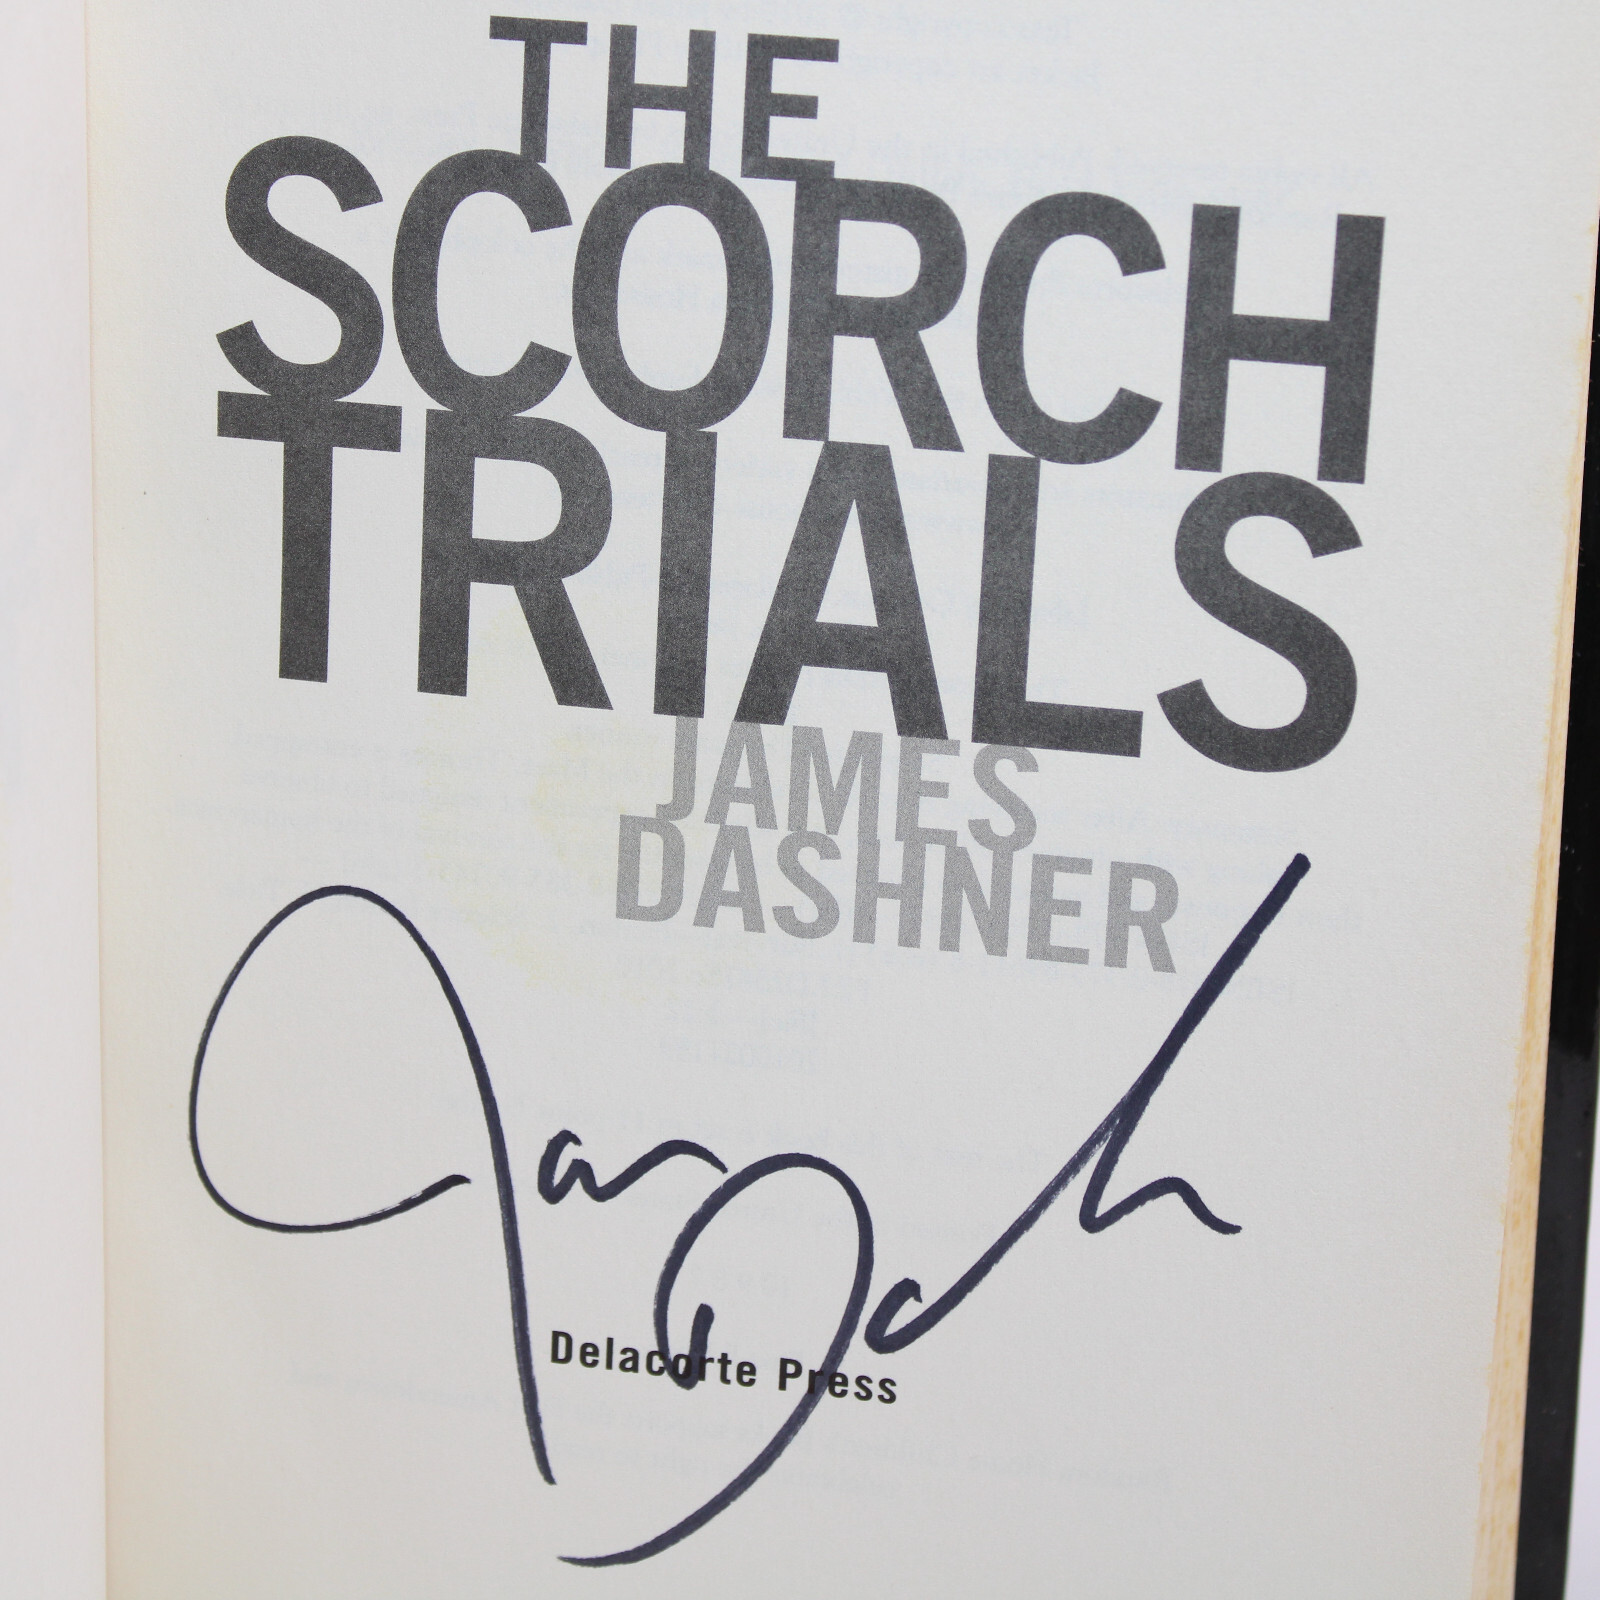 THE
SCORCH
TRIALS
JAMES
DASHNER
Delacorte Press